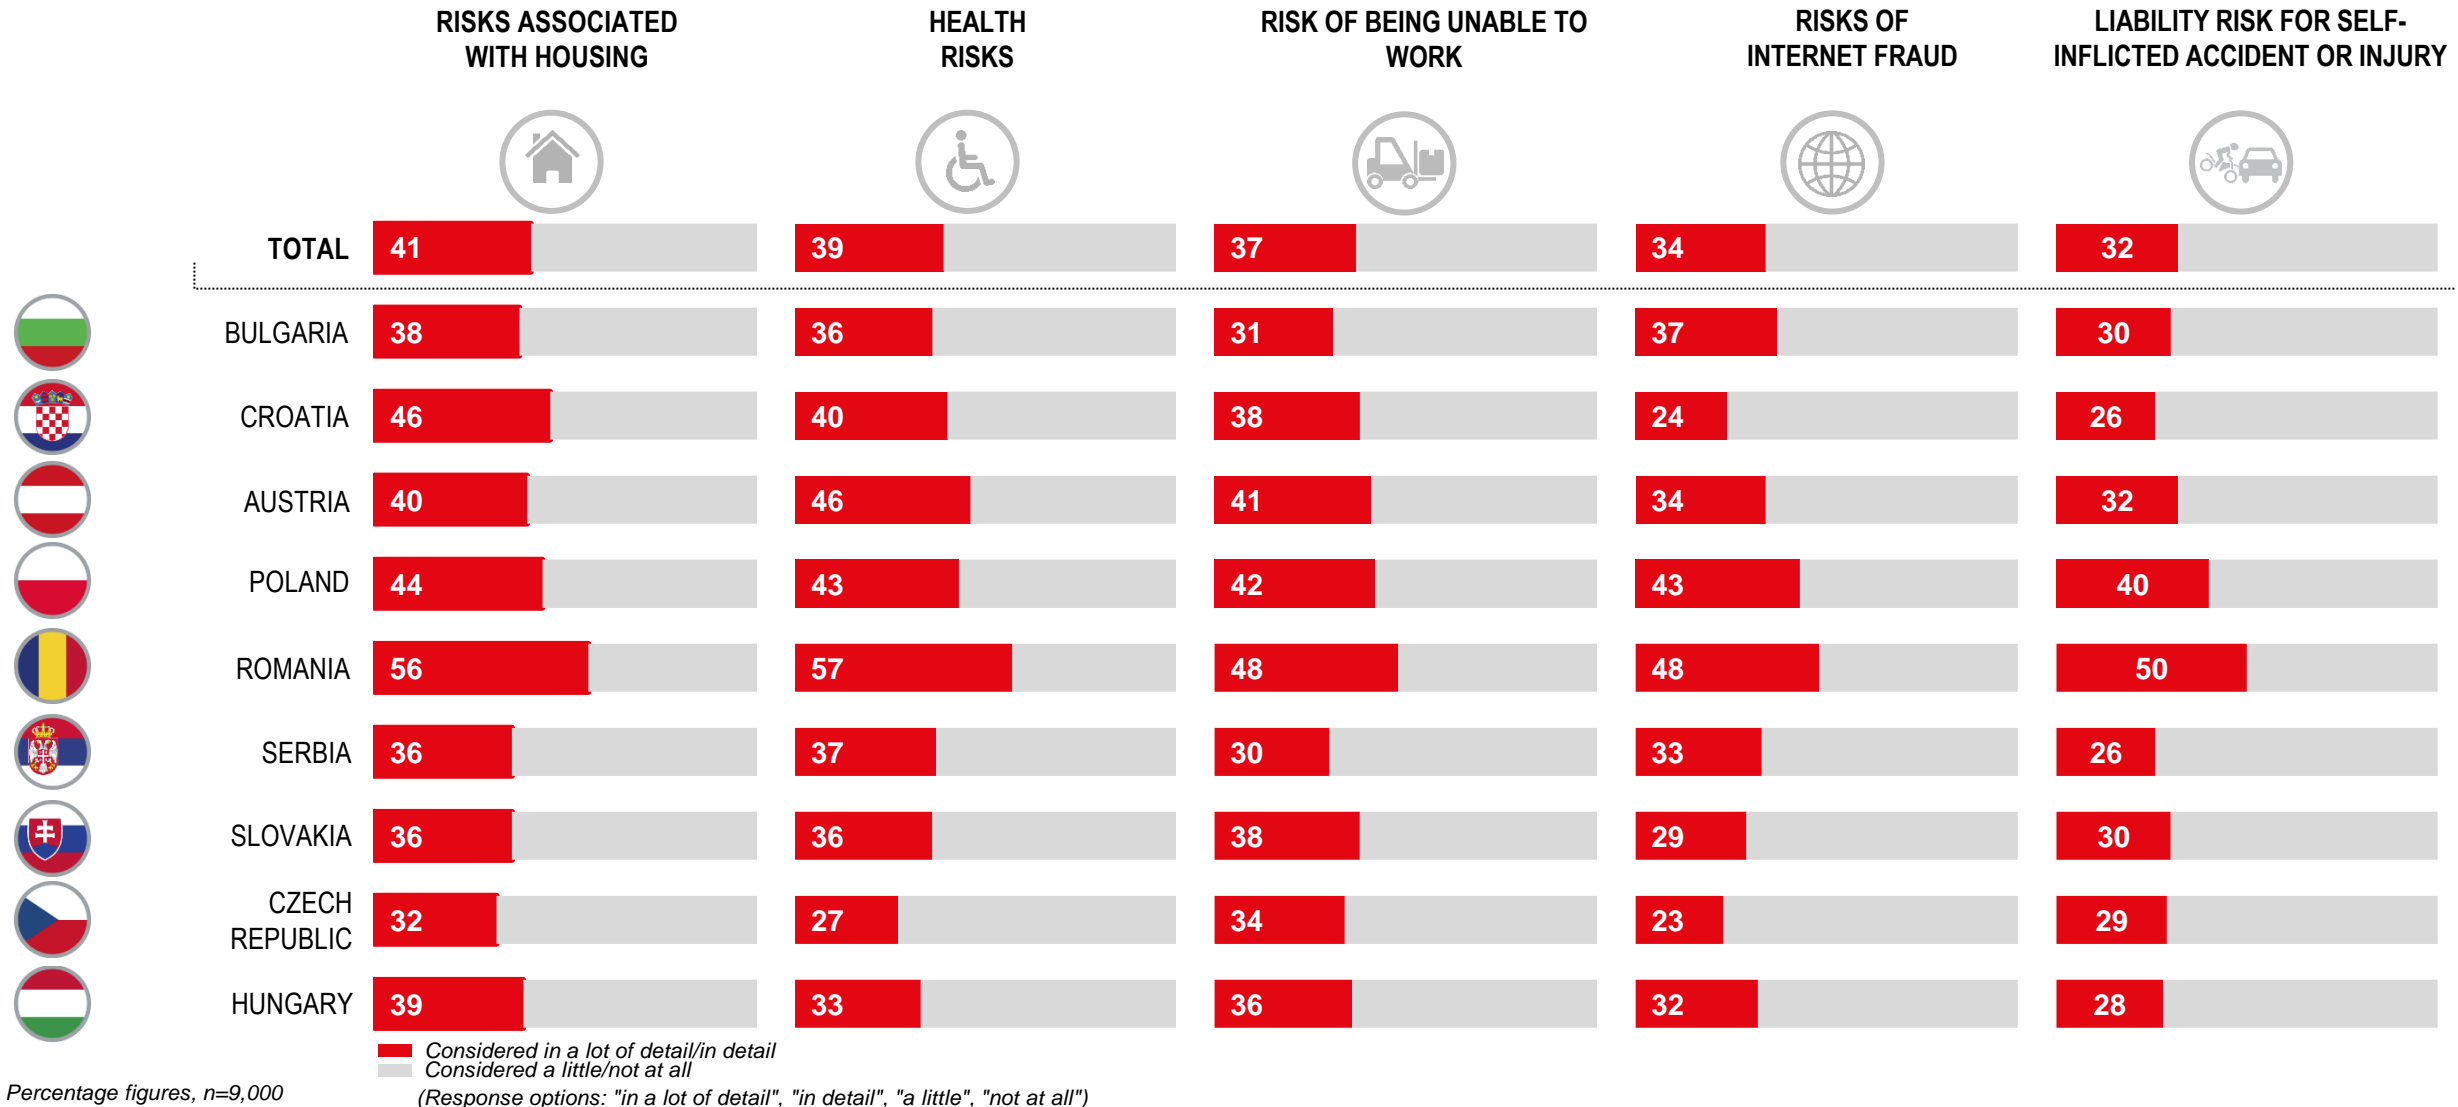 RISKS ASSOCIATED
WITH HOUSING
HEALTH
RISKS
RISK OF BEING UNABLE TO
WORK
RISKS OF
INTERNET FRAUD
LIABILITY RISK FOR SELF-
INFLICTED ACCIDENT OR INJURY
TOTAL 41 39 37 34 32
BULGARIA 38 36 31 37 30
CROATIA 46 40 38 24 26
AUSTRIA 40 46 41 34 32
POLAND 44 43 42 43 40
ROMANIA 56 57 48 48 50
SERBIA 36 37 30 33 26
SLOVAKIA 36 36 38 29 30
CZECH
REPUBLIC 32 27 34 23 29
HUNGARY 39 33 36 32 28
Considered in a lot of detail/in detail
Considered a little/not at all
Percentage figures, n=9,000
(Response options: "in a lot of detail", "in detail", "a little", "not at all")